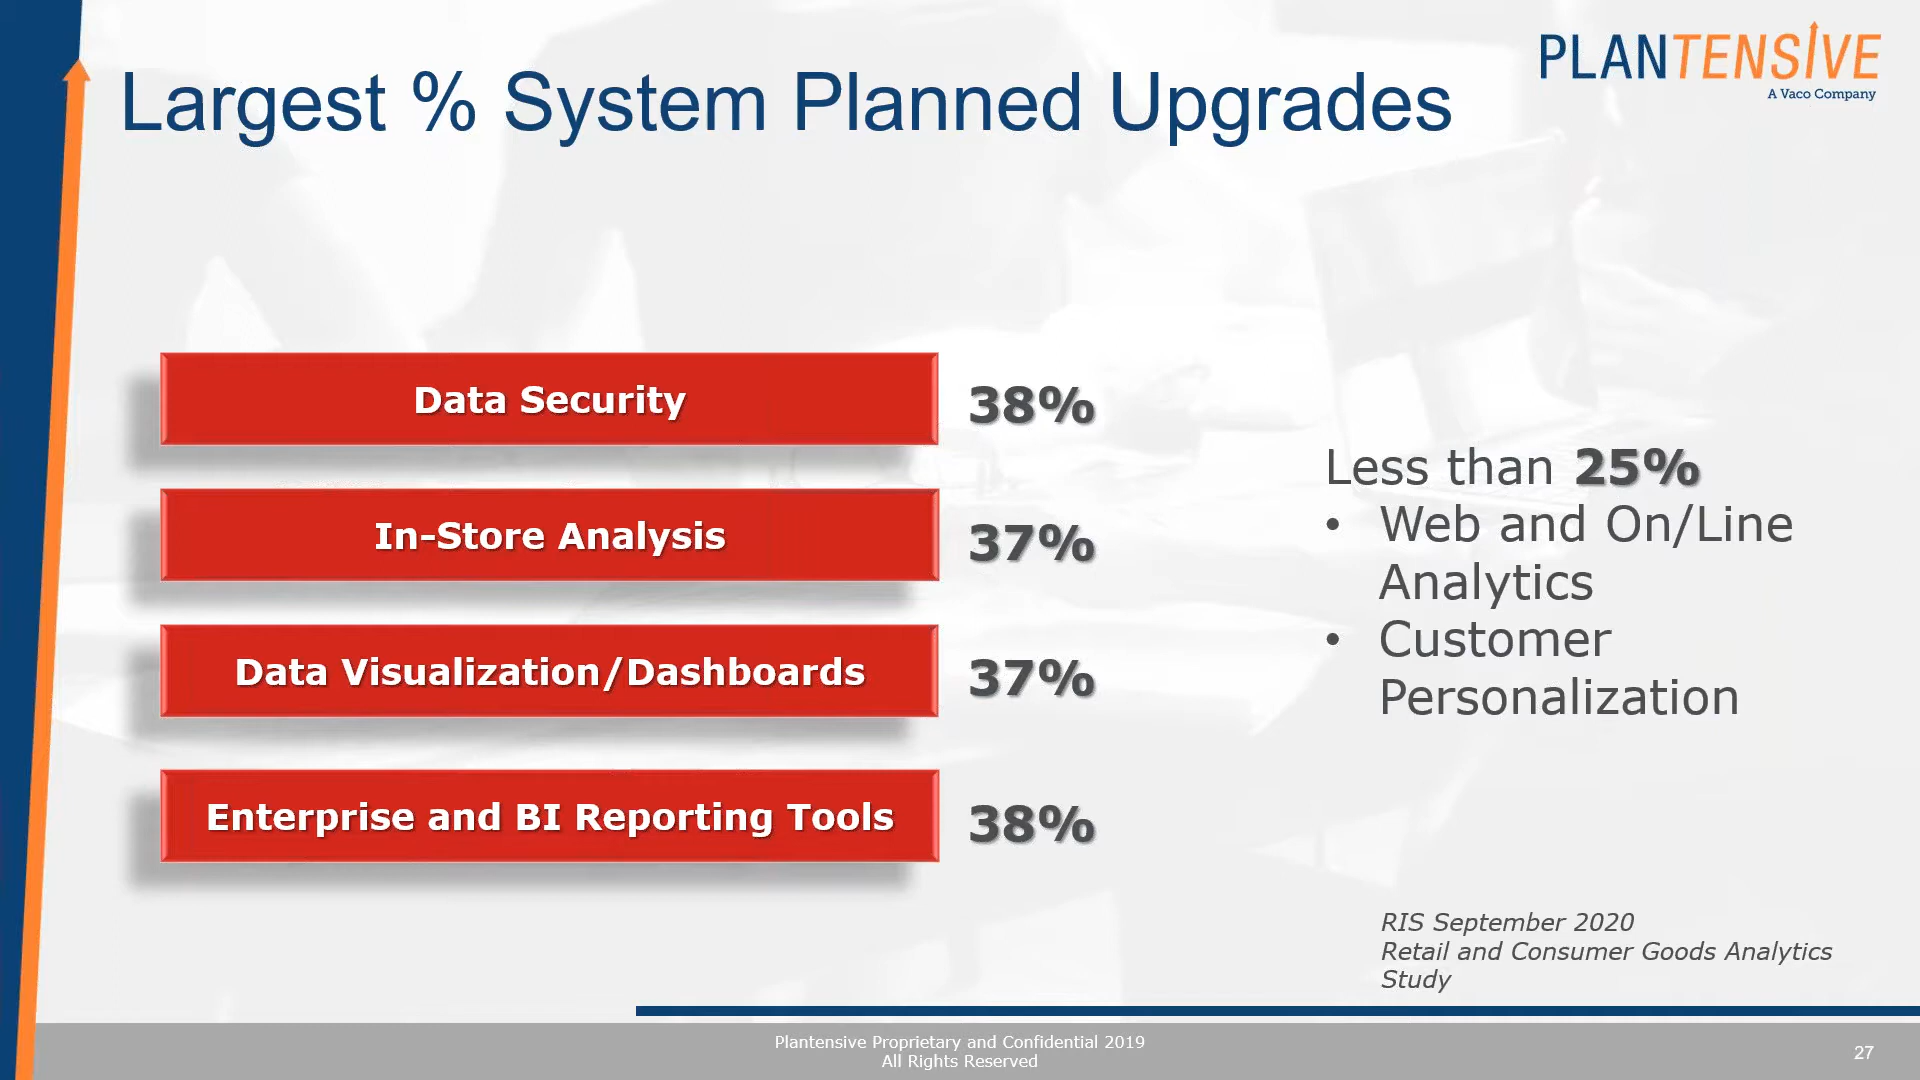 PLANTENSIVE
A Vaco Company
Largest % System Planned Upgrades
Data Security
38%
In-Store Analysis
37%
Data Visualization/Dashboards
37%
Enterprise and BI Reporting Tools
38%
Less than 25%
• Web and On/Line
Analytics
• Customer
Personalization
RIS September 2020
Retail and Consumer Goods Analytics
Study
Plantensive Proprietary and Confidential 2019
All Rights Reserved
27